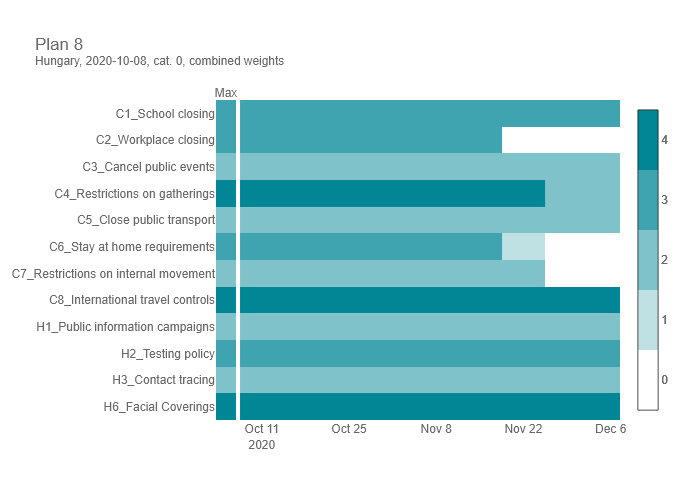 Plan 8
Hungary, 2020-10-08, cat. 0, combined weights
Max
C1_School closing
C2_Workplace closing
C3_Cancel public events
C4_Restrictions on gatherings
C5_Close public transport
C6_Stay at home requirements
C7_Restrictions on internal movement
C8_International travel controls
H1_Public information campaigns
H2_Testing policy
H3_Contact tracing
H6_Facial Coverings
Oct 11 Oct 25 Nov 8 Nov 22 Dec 6
2020
4
3
2
1
0